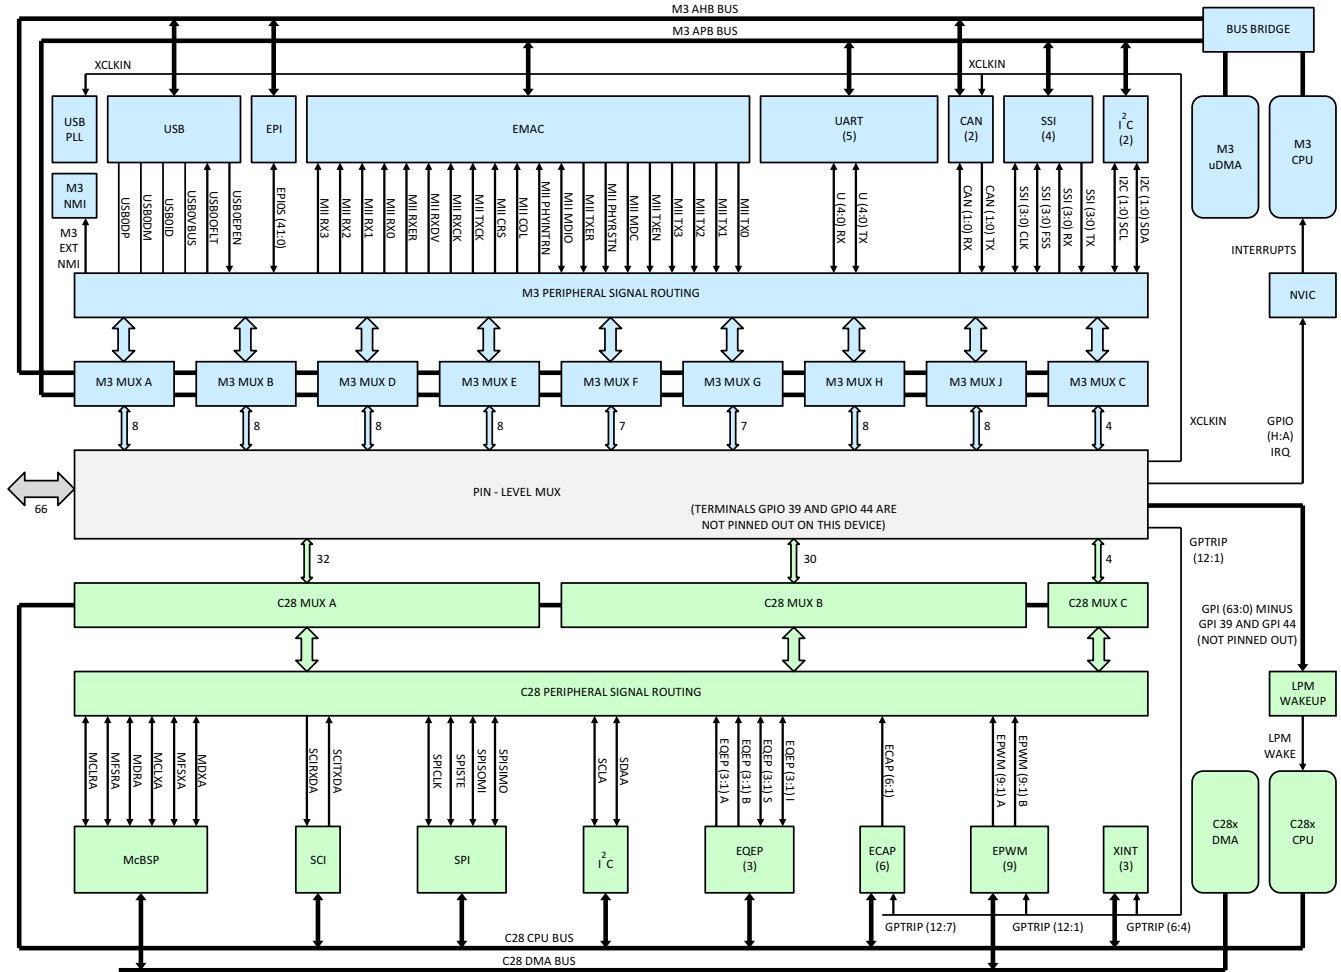 M3 AHB BUS
M3 APB BUS
BUS BRIDGE
XCLKIN
XCLKIN
USB
PLL
USB
EPI
EMAC
UART
(5)
CAN
(2)
SSI
(4)
2
I C
(2)
M3
uDMA
M3
CPU
M3
NMI
M3
EXT
NMI
USB0DP
USB0DM
USB0ID
USB0VBUS
USB0OFLT
USB0EPEN
EPI0S (41:0)
MII RX3
MII RX2
MII RX1
MII RX0
MII RXER
MII RXDV
MII RXCK
MII TXCK
MII CRS
MII COL
MII PHYINTRN
MII MDIO
MII TXER
MII PHYRSTN
MII MDC
MII TXEN
MII TX3
MII TX2
MII TX1
MII TX0
U (4:0) RX
U (4:0) TX
CAN (1:0) RX
CAN (1:0) TX
SSI (3:0) CLK
SSI (3:0) FSS
SSI (3:0) RX
SSI (3:0) TX
I2C (1:0) SCL
I2C (1:0) SDA
INTERRUPTS
M3 PERIPHERAL SIGNAL ROUTING
NVIC
M3 MUX A
M3 MUX B
M3 MUX D
M3 MUX E
M3 MUX F
M3 MUX G
M3 MUX H
M3 MUX J
M3 MUX C
8
8
8
8
7
7
8
8
4
XCLKIN
GPIO
(H:A)
IRQ
PIN - LEVEL MUX
66
(TERMINALS GPIO 39 AND GPIO 44 ARE
NOT PINNED OUT ON THIS DEVICE)
32
30
4
GPTRIP
(12:1)
C28 MUX A
C28 MUX B
C28 MUX C
GPI (63:0) MINUS
GPI 39 AND GPI 44
(NOT PINNED OUT)
C28 PERIPHERAL SIGNAL ROUTING
LPM
WAKEUP
LPM
WAKE
MCLRA
MFSRA
MDRA
MCLXA
MFSXA
MDXA
SCIRXDA
SCITXDA
SPICLK
SPISTE
SPISOMI
SPISIMO
SCLA
SDAA
EQEP (3:1) A
EQEP (3:1) B
EQEP (3:1) S
EQEP (3:1) I
ECAP (6:1)
EPWM (9:1) A
EPWM (9:1) B
McBSP
SCI
SPI
2
I C
EQEP
(3)
ECAP
(6)
EPWM
(9)
XINT
(3)
C28x
DMA
C28x
CPU
GPTRIP (12:7)
GPTRIP (12:1)
GPTRIP (6:4)
C28 CPU BUS
C28 DMA BUS